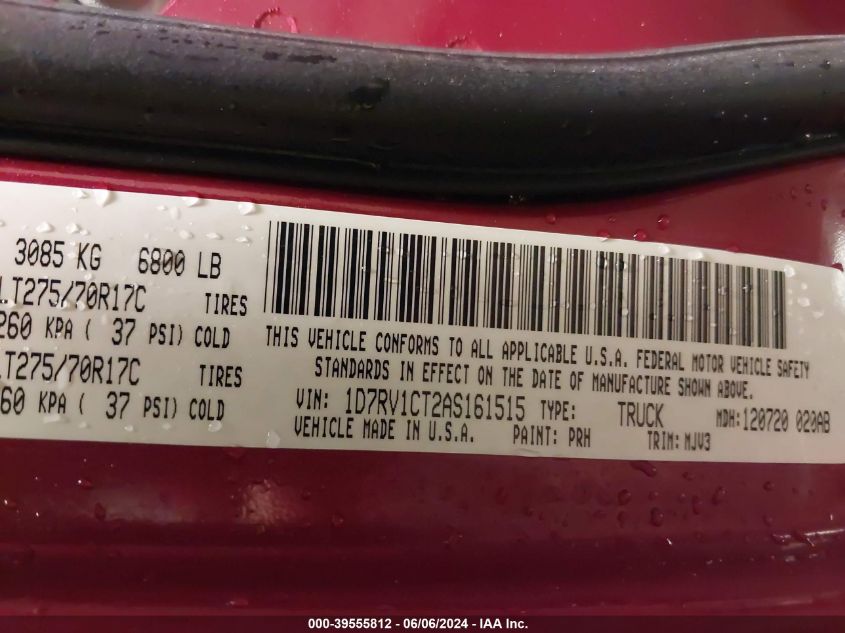 3085 KG 6800 LB
LT275/70R17C TIRES
260 KPA ( 37 PSI) COLD
LT275/70R17C TIRES
60 KPA ( 37 PSI) COLD
THIS VEHICLE CONFORMS TO ALL APPLICABLE U.S.A. FEDERAL MOTOR VEHICLE SAFETY
STANDARDS IN EFFECT ON THE DATE OF MANUFACTURE SHOWN ABOVE.
VIN: 1D7RV1CT2AS161515 TYPE: TRUCK MDH:120720 020AB
VEHICLE MADE IN U.S.A. PAINT: PRH TRIM: MJV3
000-39555812 - 06/06/2024 - IAA Inc.